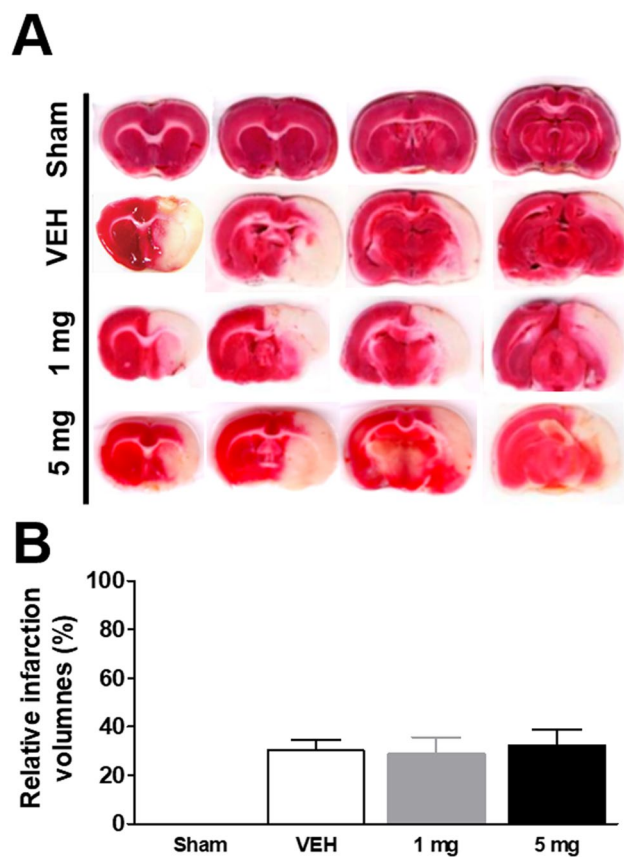 A
Sham
VEH
1 mg
5 mg
B
Relative infarction
volumnes (%)
100
80
60
40
20
0
Sham VEH 1 mg 5 mg